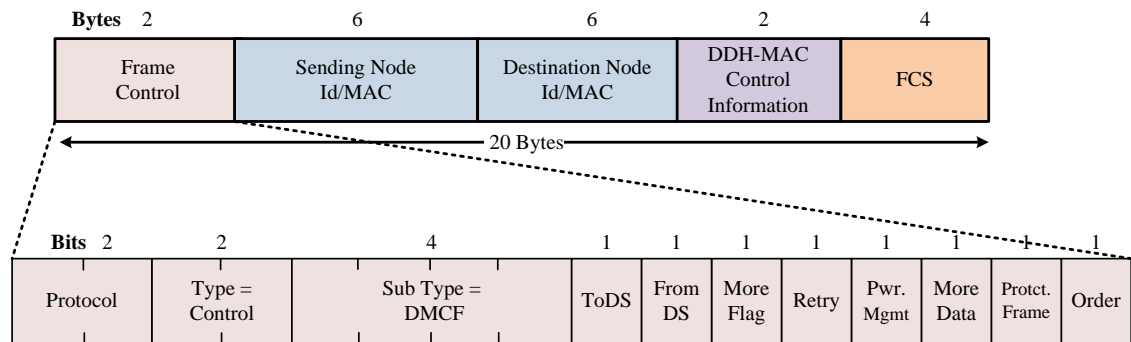 Bytes 2 6 6 2 4
Frame
Control
Sending Node
Id/MAC
Destination Node
Id/MAC
DDH-MAC
Control
Information
FCS
20 Bytes
Bits 2 2 4 1 1 1 1 1 1 1 1
Protocol
Type =
Control
Sub Type =
DMCF
ToDS
From
DS
More
Flag
Retry
Pwr.
Mgmt
More
Data
Protct.
Frame
Order